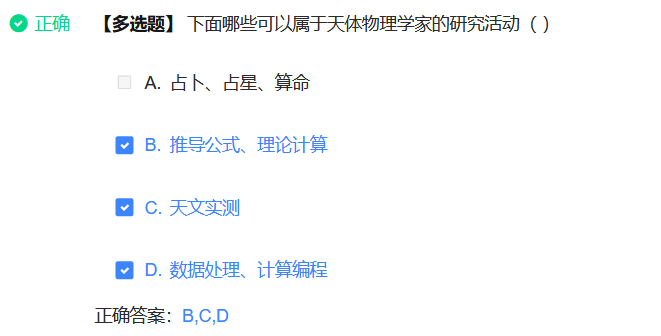 正确 【多选题】 下面哪些可以属于天体物理学家的研究活动（ ）
A. 占卜、占星、算命
B. 推导公式、理论计算
C. 天文实测
D. 数据处理、计算编程
正确答案：B,C,D